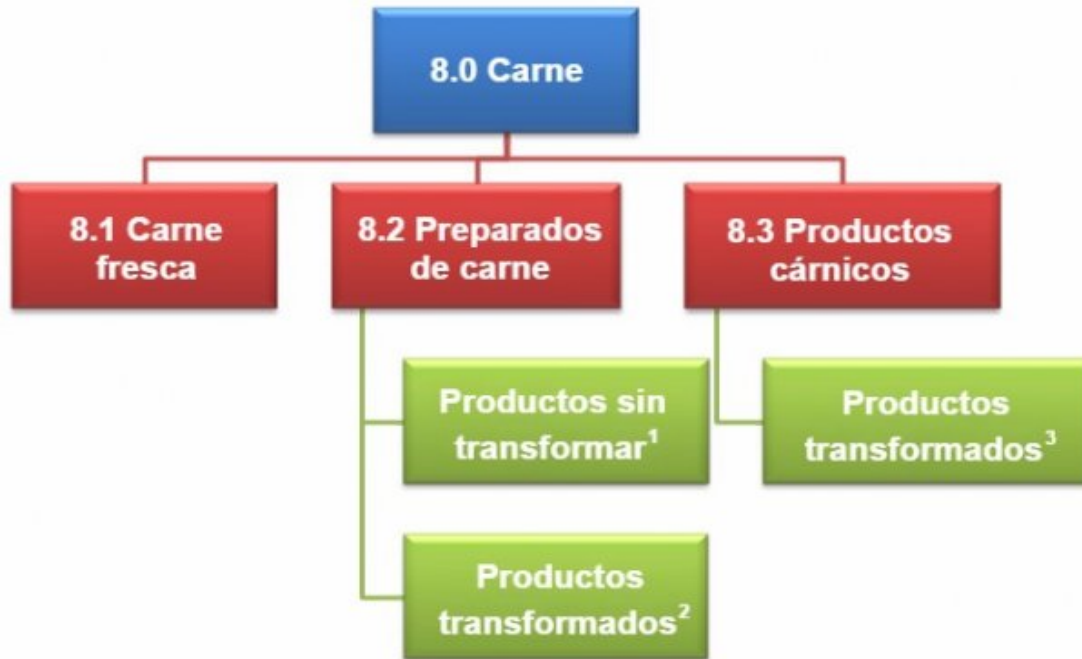 8.0 Carne
8.1 Carne
fresca
8.2 Preparados
de carne
8.3 Productos
cárnicos
Productos sin
transformar¹
Productos
transformados³
Productos
transformados²